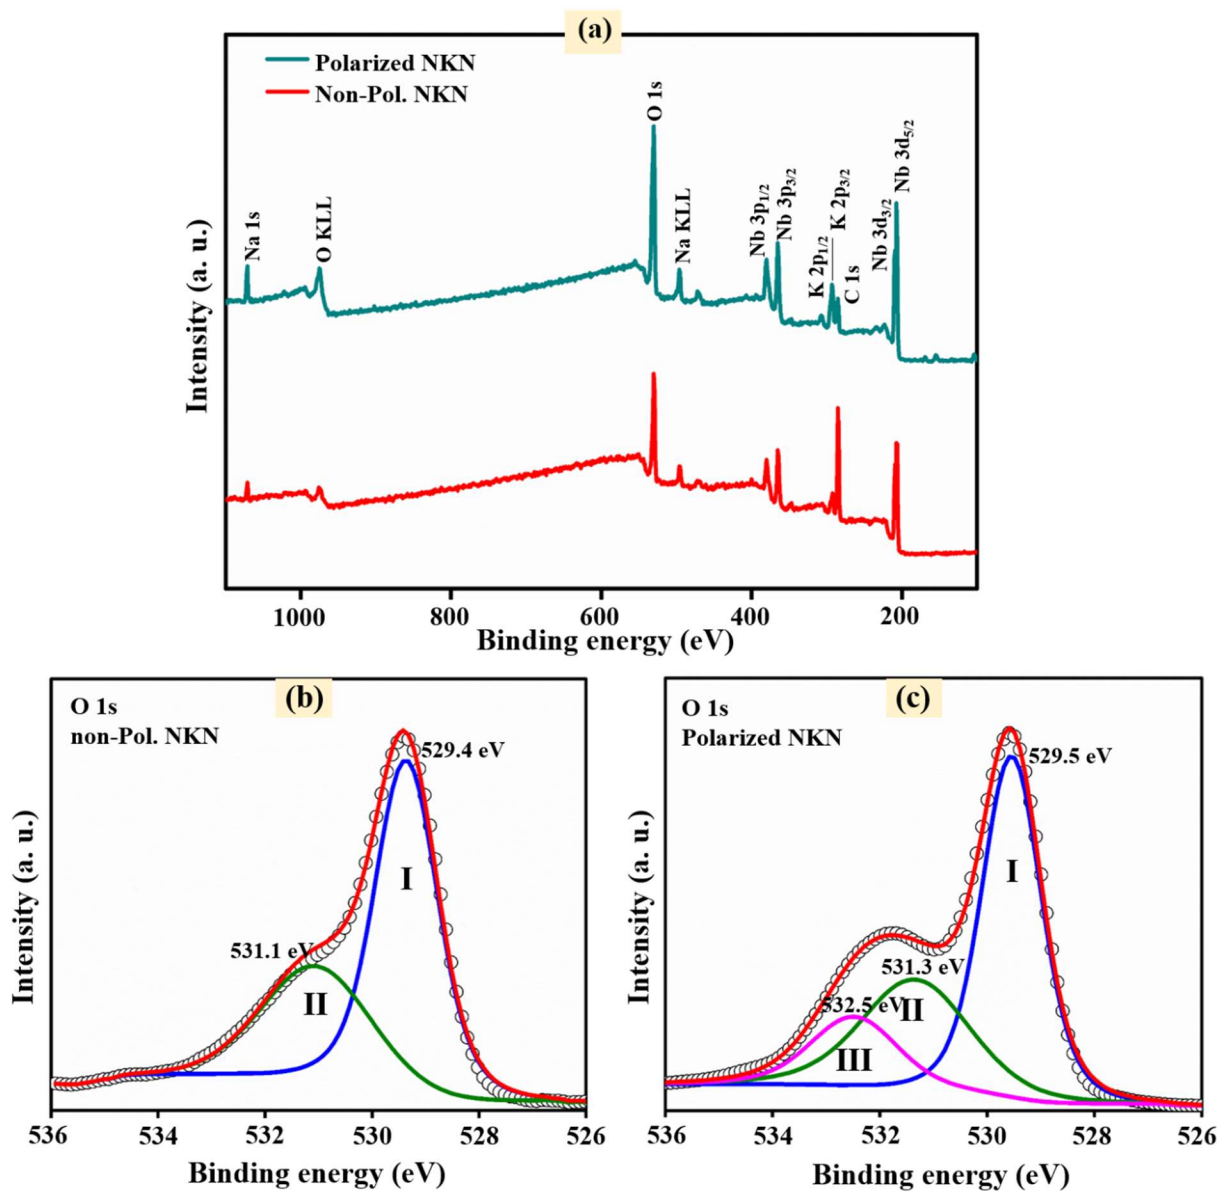 (a)
Polarized NKN
Non-Pol. NKN
Na 1s
O KLL
O 1s
Na KLL
Nb 3p1/2
Nb 3p3/2
K 2p1/2
K 2p3/2
C 1s
Nb 3d3/2
Nb 3d5/2
Intensity (a. u.)
1000 800 600 400 200
Binding energy (eV)
(b)
O 1s
non-Pol. NKN
529.4 eV
I
531.1 eV
II
Intensity (a. u.)
536 534 532 530 528 526
Binding energy (eV)
(c)
O 1s
Polarized NKN
529.5 eV
I
531.3 eV
532.5 eV
II
III
Intensity (a. u.)
536 534 532 530 528 526
Binding energy (eV)